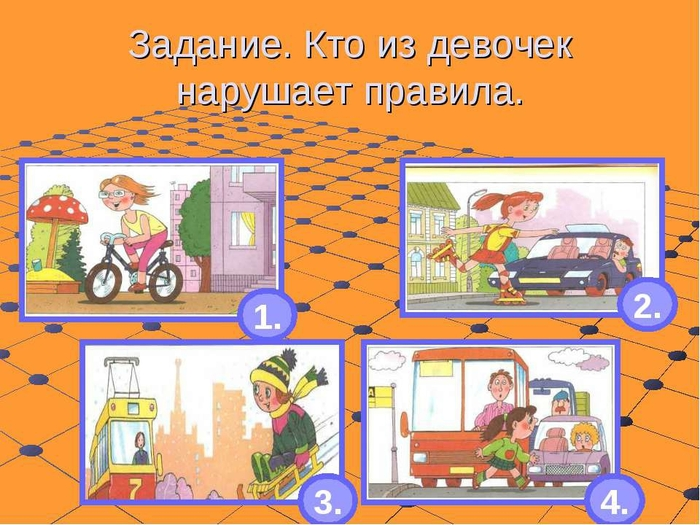 Задание. Кто из девочек
нарушает правила.
1.
2.
7
3.
4.